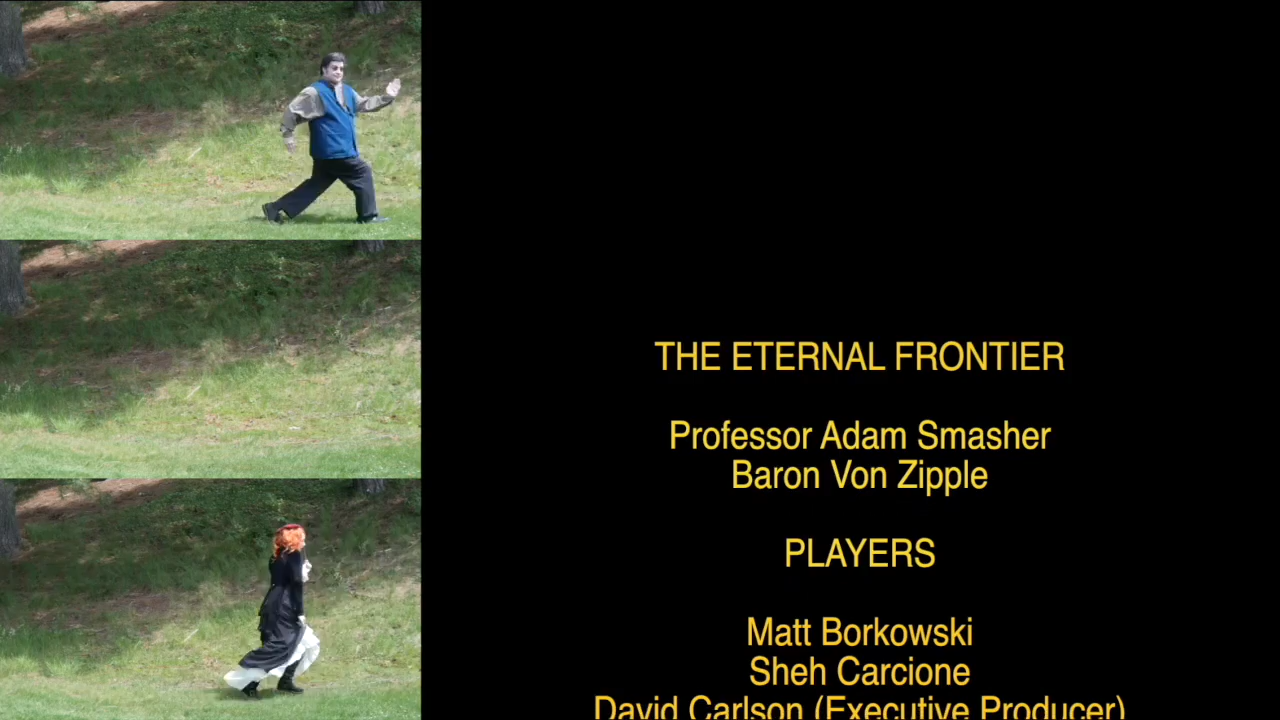 THE ETERNAL FRONTIER
Professor Adam Smasher
Baron Von Zipple
PLAYERS
Matt Borkowski
Sheh Carcione
David Carlson (Executive Producer)